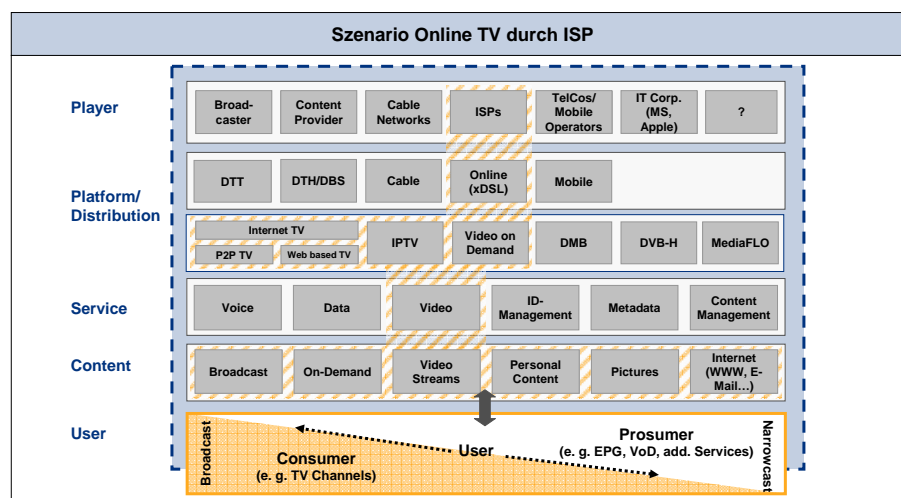 Szenario Online TV durch ISP
Player
Broad-
caster
Content
Provider
Cable
Networks
ISPs
TelCos/
Mobile
Operators
IT Corp.
(MS,
Apple)
?
Platform/
Distribution
DTT
DTH/DBS
Cable
Online
(xDSL)
Mobile
Internet TV
P2P TV
Web based TV
IPTV
Video on
Demand
DMB
DVB-H
MediaFLO
Service
Voice
Data
Video
ID-
Management
Metadata
Content
Management
Content
Broadcast
On-Demand
Video
Streams
Personal
Content
Pictures
Internet
(WWW, E-
Mail…)
User
Broadcast
Consumer
(e. g. TV Channels)
User
Prosumer
(e. g. EPG, VoD, add. Services)
Narrowcast